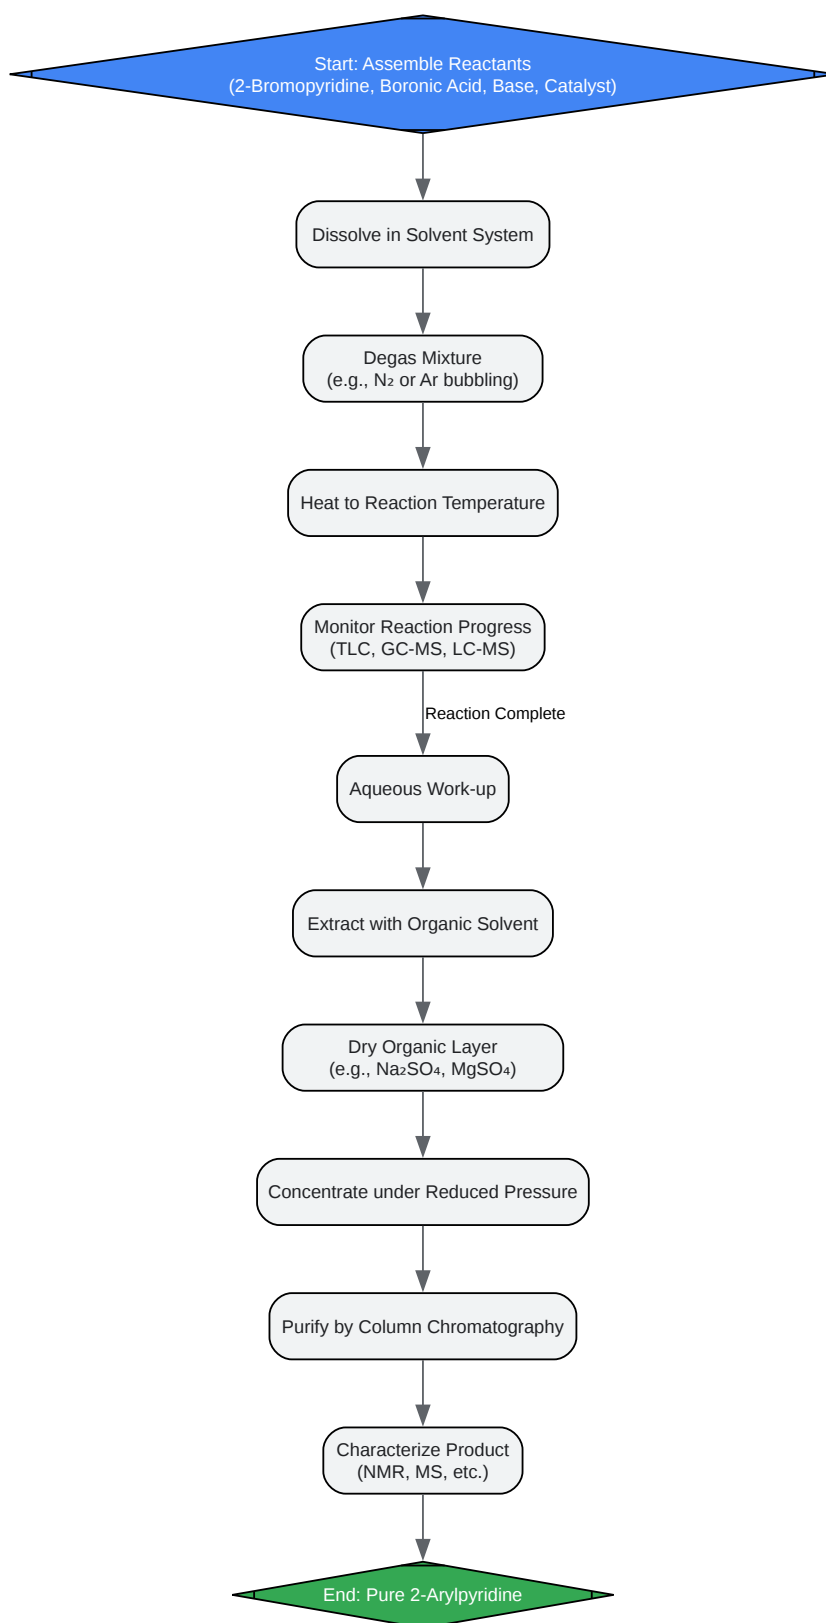 Start: Assemble Reactants
(2-Bromopyridine, Boronic Acid, Base, Catalyst)
Dissolve in Solvent System
Degas Mixture
(e.g., N₂ or Ar bubbling)
Heat to Reaction Temperature
Monitor Reaction Progress
(TLC, GC-MS, LC-MS)
Reaction Complete
Aqueous Work-up
Extract with Organic Solvent
Dry Organic Layer
(e.g., Na₂SO₄, MgSO₄)
Concentrate under Reduced Pressure
Purify by Column Chromatography
Characterize Product
(NMR, MS, etc.)
End: Pure 2-Arylpyridine